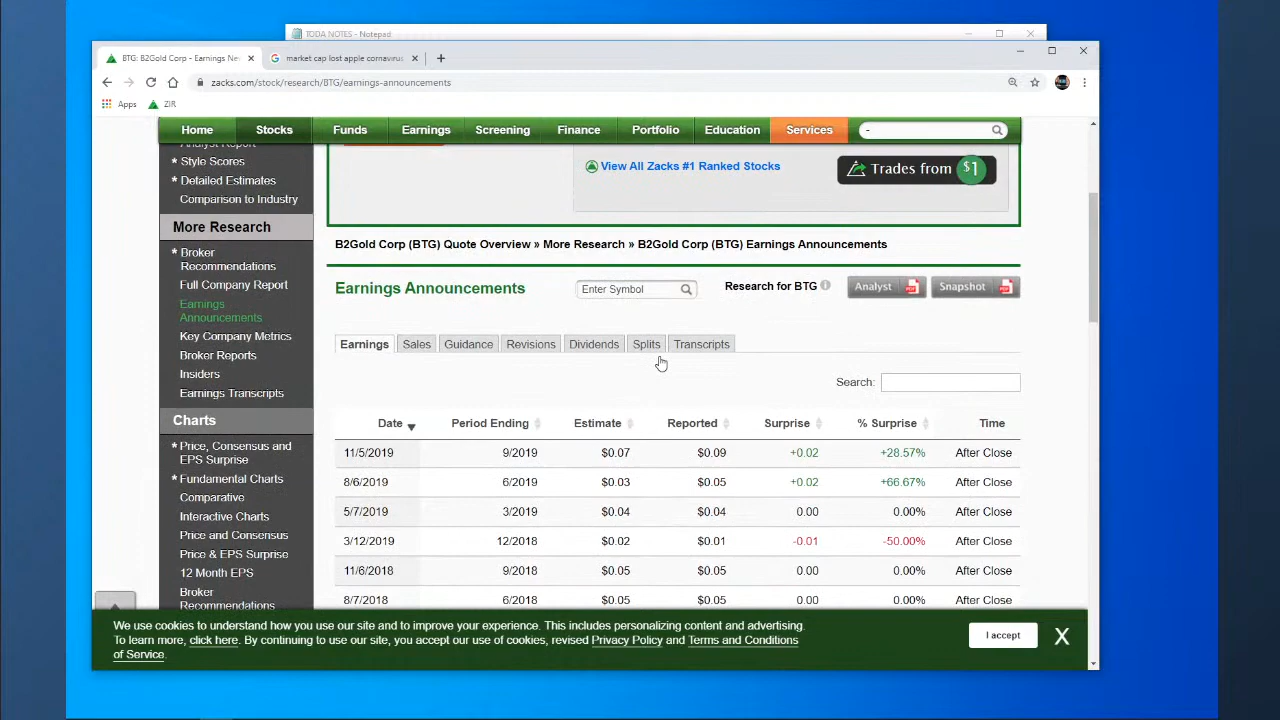 TODA NOTES - Notepad
BTG: B2Gold Corp - Earnings Ne
market cap lost apple cornavirus
zacks.com/stock/research/BTG/earnings-announcements
Apps
ZIR
Home
Stocks
Funds
Earnings
Screening
Finance
Portfolio
Education
Services
-
Analyst Report
* Style Scores
* Detailed Estimates
Comparison to Industry
More Research
* Broker
Recommendations
Full Company Report
Earnings
Announcements
Key Company Metrics
Broker Reports
Insiders
Earnings Transcripts
Charts
* Price, Consensus and
EPS Surprise
* Fundamental Charts
Comparative
Interactive Charts
Price and Consensus
Price & EPS Surprise
12 Month EPS
Broker
Recommendations
View All Zacks #1 Ranked Stocks
Trades from $1
B2Gold Corp (BTG) Quote Overview » More Research » B2Gold Corp (BTG) Earnings Announcements
Earnings Announcements
Enter Symbol
Research for BTG
Analyst
Snapshot
Earnings
Sales
Guidance
Revisions
Dividends
Splits
Transcripts
Search:
Date Period Ending Estimate Reported Surprise % Surprise Time
11/5/2019 9/2019 $0.07 $0.09 +0.02 +28.57% After Close
8/6/2019 6/2019 $0.03 $0.05 +0.02 +66.67% After Close
5/7/2019 3/2019 $0.04 $0.04 0.00 0.00% After Close
3/12/2019 12/2018 $0.02 $0.01 -0.01 -50.00% After Close
11/6/2018 9/2018 $0.05 $0.05 0.00 0.00% After Close
8/7/2018 6/2018 $0.05 $0.05 0.00 0.00% After Close
We use cookies to understand how you use our site and to improve your experience. This includes personalizing content and advertising.
To learn more, click here. By continuing to use our site, you accept our use of cookies, revised Privacy Policy and Terms and Conditions
of Service.
I accept
X